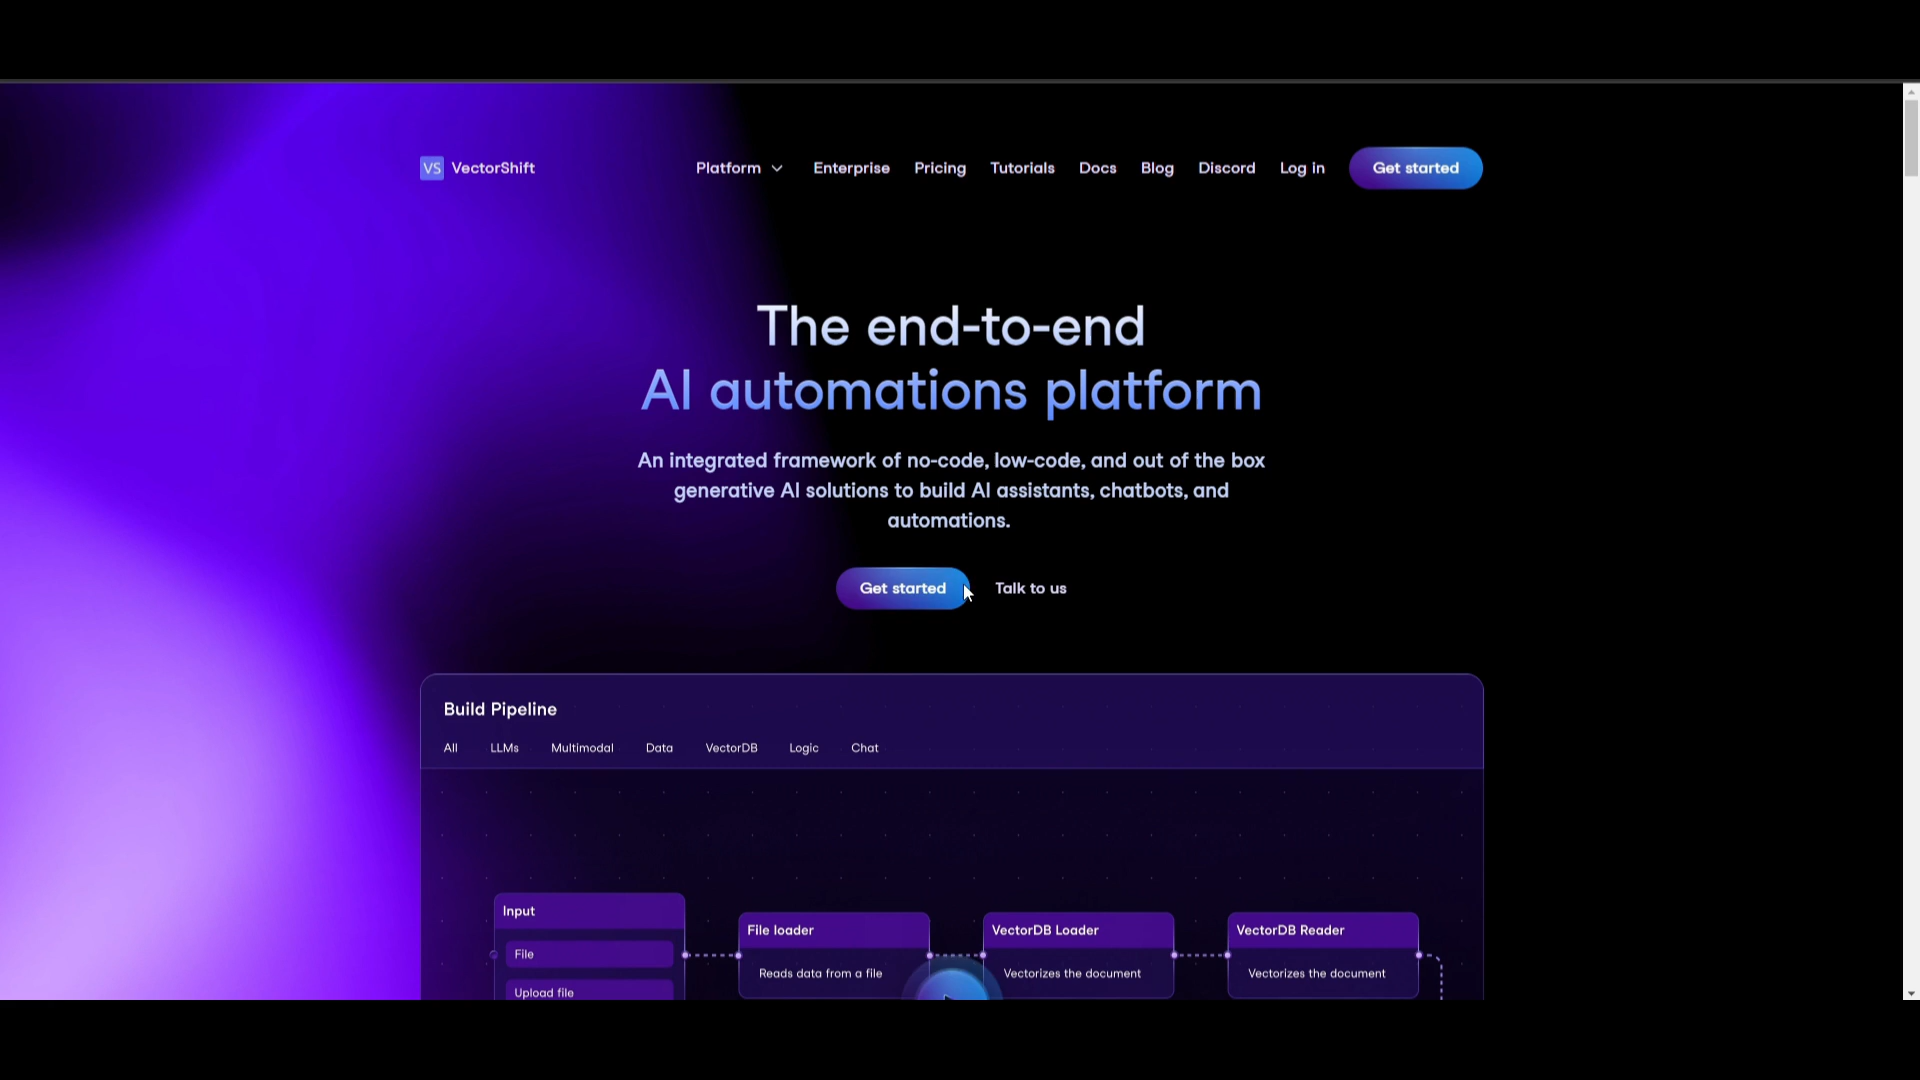 VS VectorShift
Platform Enterprise Pricing Tutorials Docs Blog Discord Log in Get started
The end-to-end
AI automations platform
An integrated framework of no-code, low-code, and out of the box
generative AI solutions to build AI assistants, chatbots, and
automations.
Get started Talk to us
Build Pipeline
All LLMs Multimodal Data VectorDB Logic Chat
Input
File
Upload file
File loader
Reads data from a file
VectorDB Loader
Vectorizes the document
VectorDB Reader
Vectorizes the document